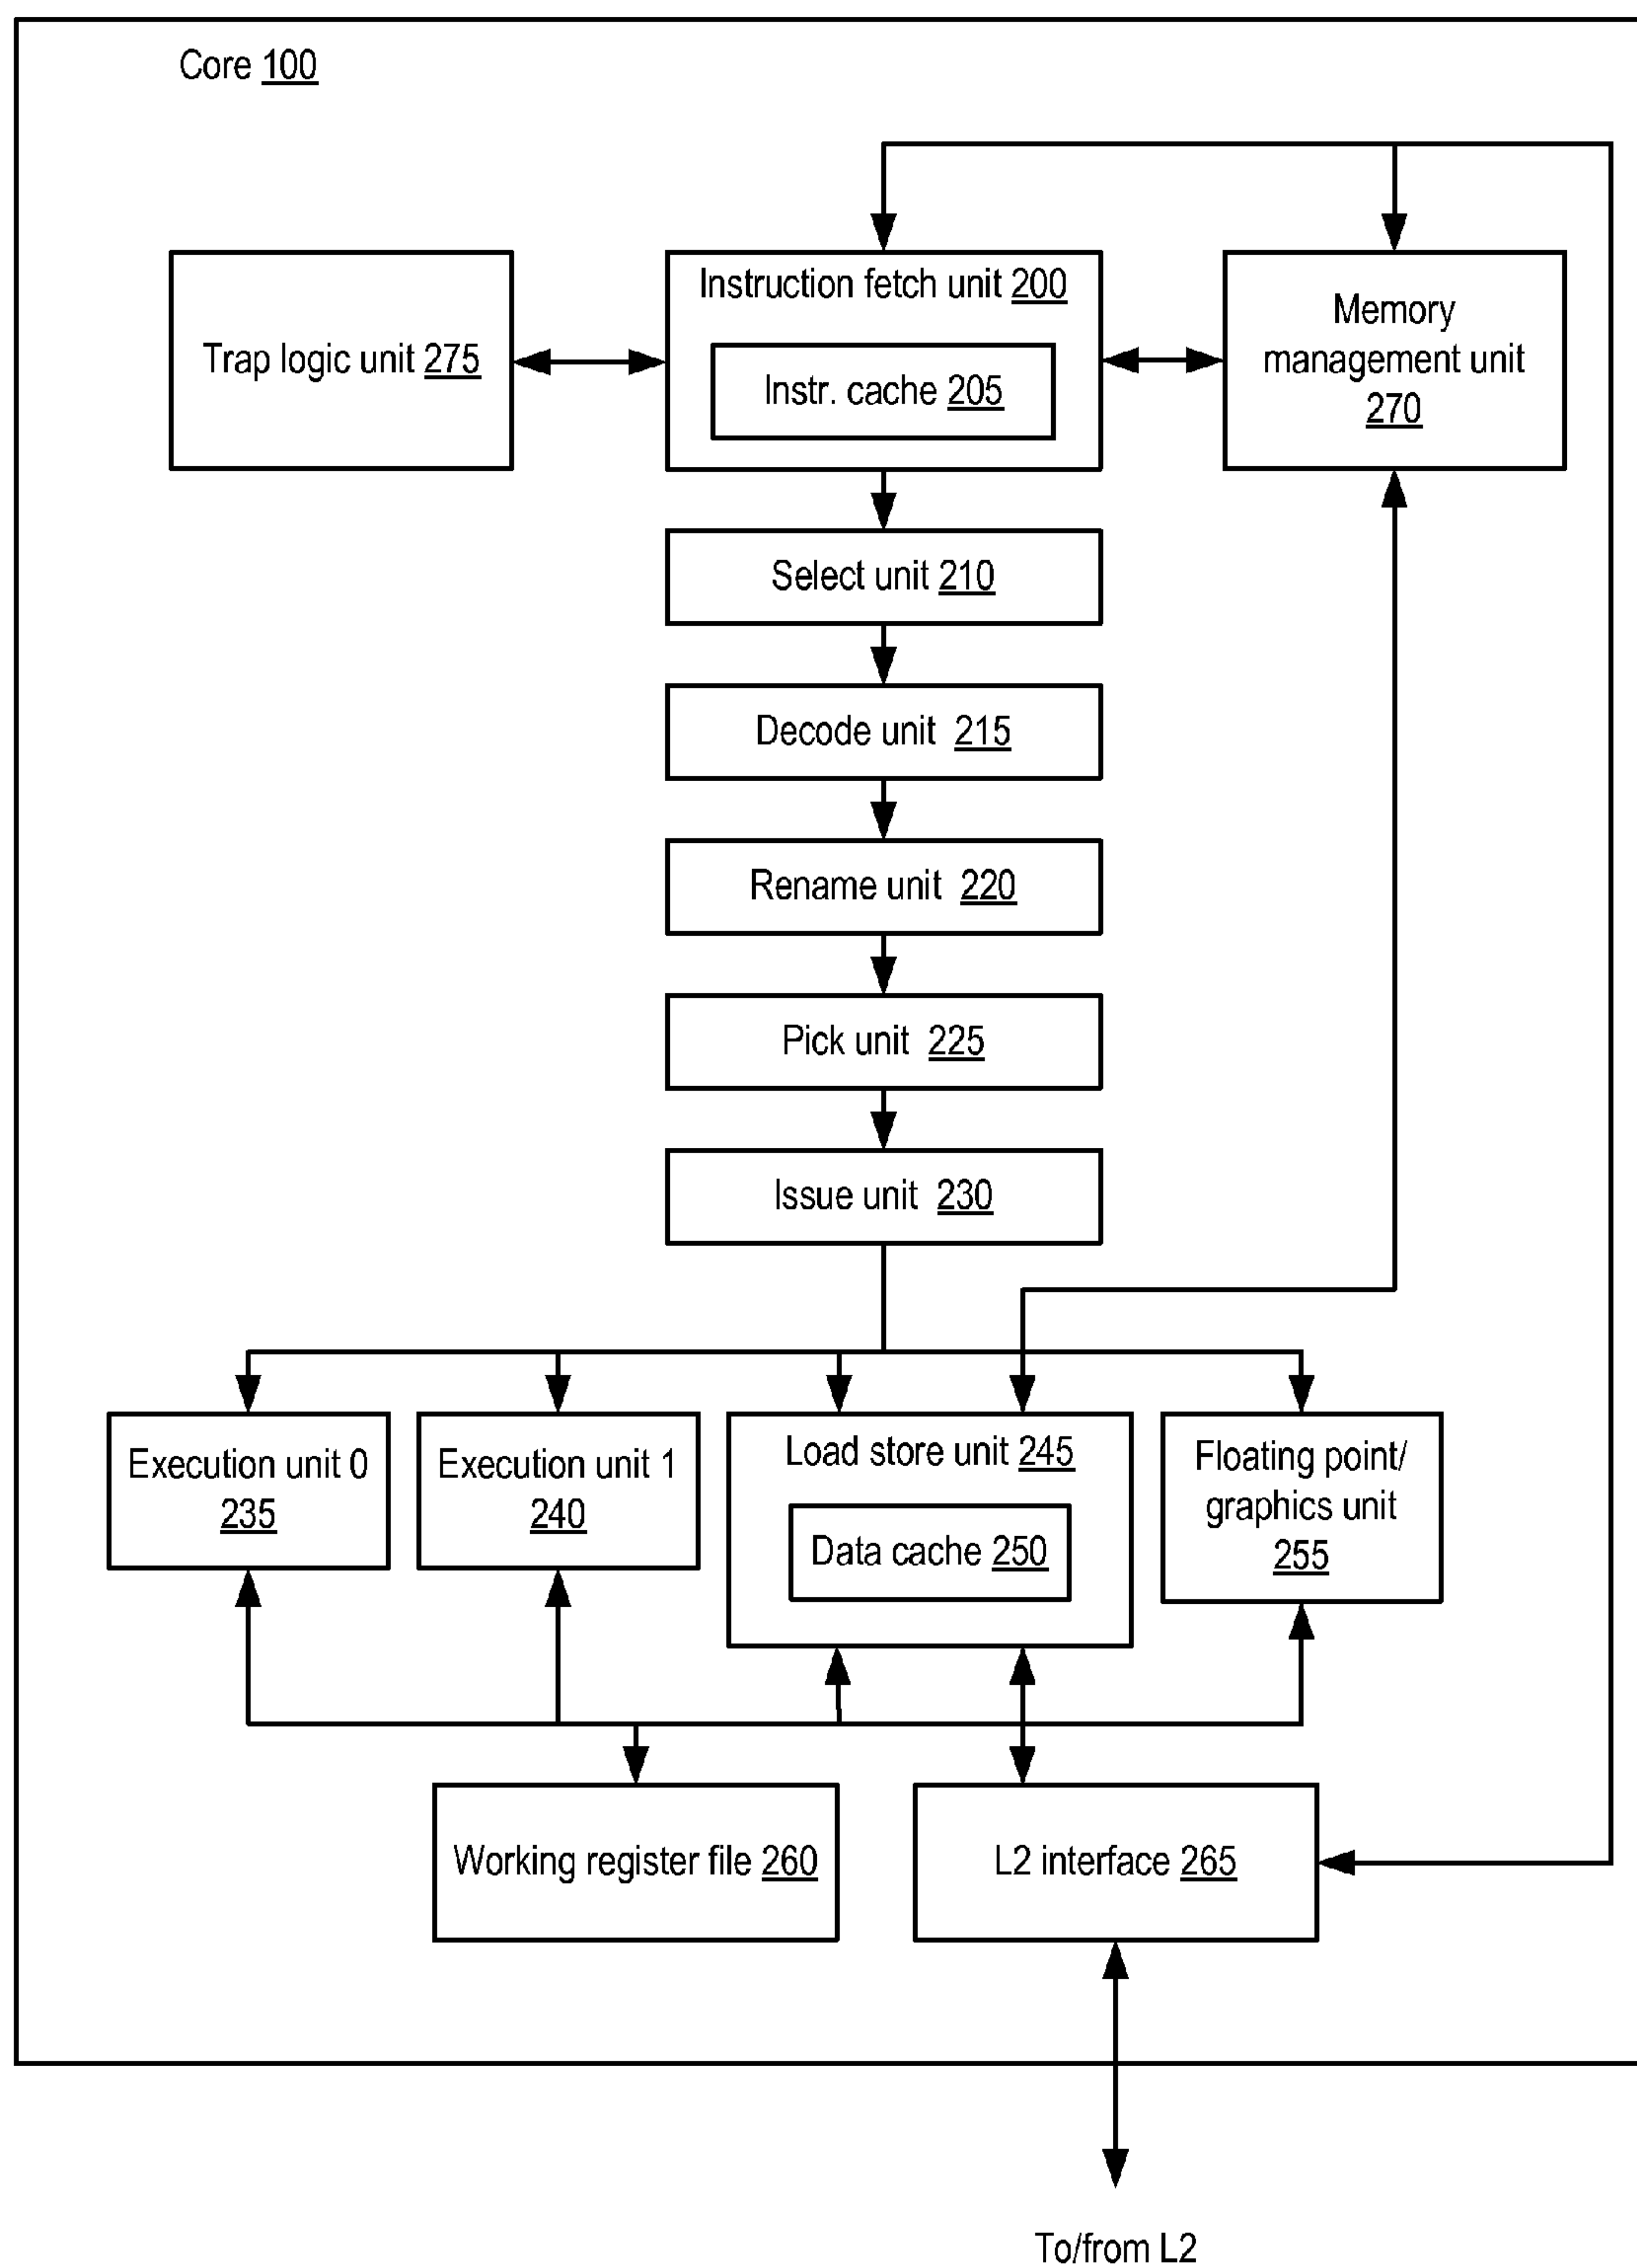 Core 100
Instruction fetch unit 200
Instr. cache 205
Trap logic unit 275
Memory
management unit
270
Select unit 210
Decode unit 215
Rename unit 220
Pick unit 225
Issue unit 230
Execution unit 0
235
Execution unit 1
240
Load store unit 245
Data cache 250
Floating point/
graphics unit
255
Working register file 260
L2 interface 265
To/from L2